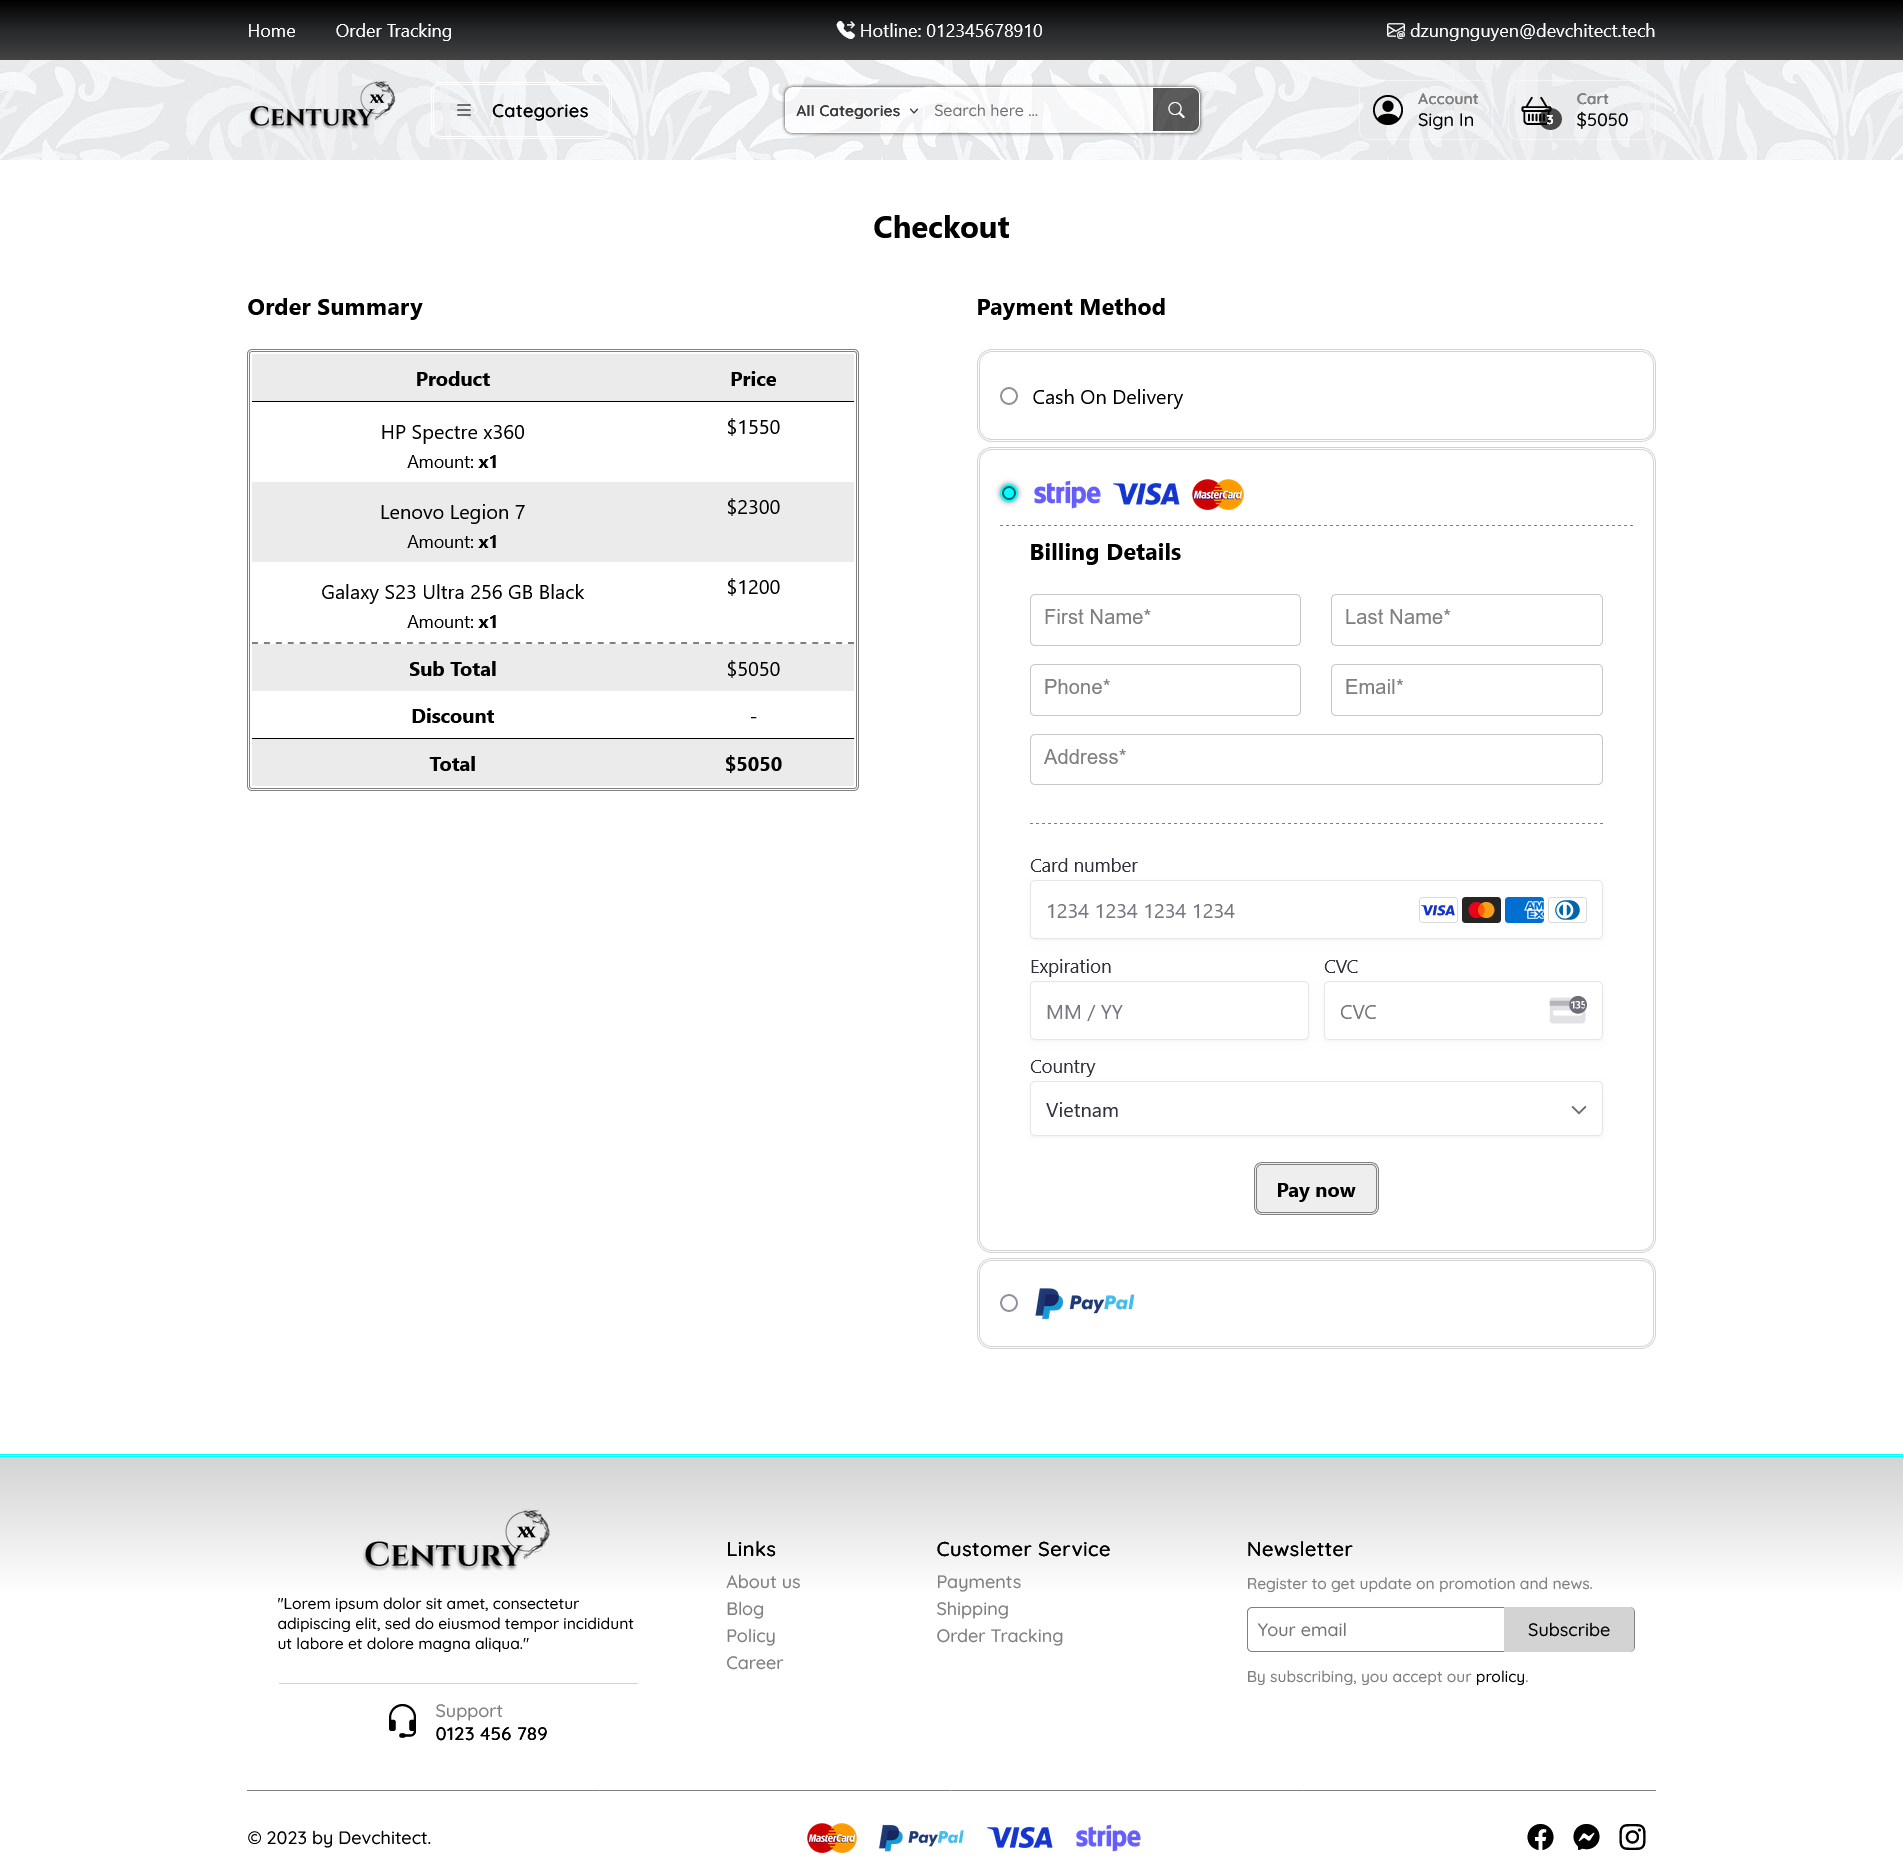 Home Order Tracking Hotline: 012345678910 dzungnguyen@devchitect.tech
CENTURY XX Categories All Categories Search here ... Account Sign In 3 Cart $5050
Checkout
Order Summary
Product Price
HP Spectre x360 $1550
Amount: x1
Lenovo Legion 7 $2300
Amount: x1
Galaxy S23 Ultra 256 GB Black $1200
Amount: x1
Sub Total $5050
Discount -
Total $5050
Payment Method
Cash On Delivery
stripe VISA MasterCard
Billing Details
First Name* Last Name*
Phone* Email*
Address*
Card number
1234 1234 1234 1234 VISA AM EX
Expiration CVC
MM / YY CVC 135
Country
Vietnam
Pay now
PayPal
CENTURY XX
"Lorem ipsum dolor sit amet, consectetur
adipiscing elit, sed do eiusmod tempor incididunt
ut labore et dolore magna aliqua."
Support
0123 456 789
Links
About us
Blog
Policy
Career
Customer Service
Payments
Shipping
Order Tracking
Newsletter
Register to get update on promotion and news.
Your email Subscribe
By subscribing, you accept our prolicy.
© 2023 by Devchitect. MasterCard PayPal VISA stripe